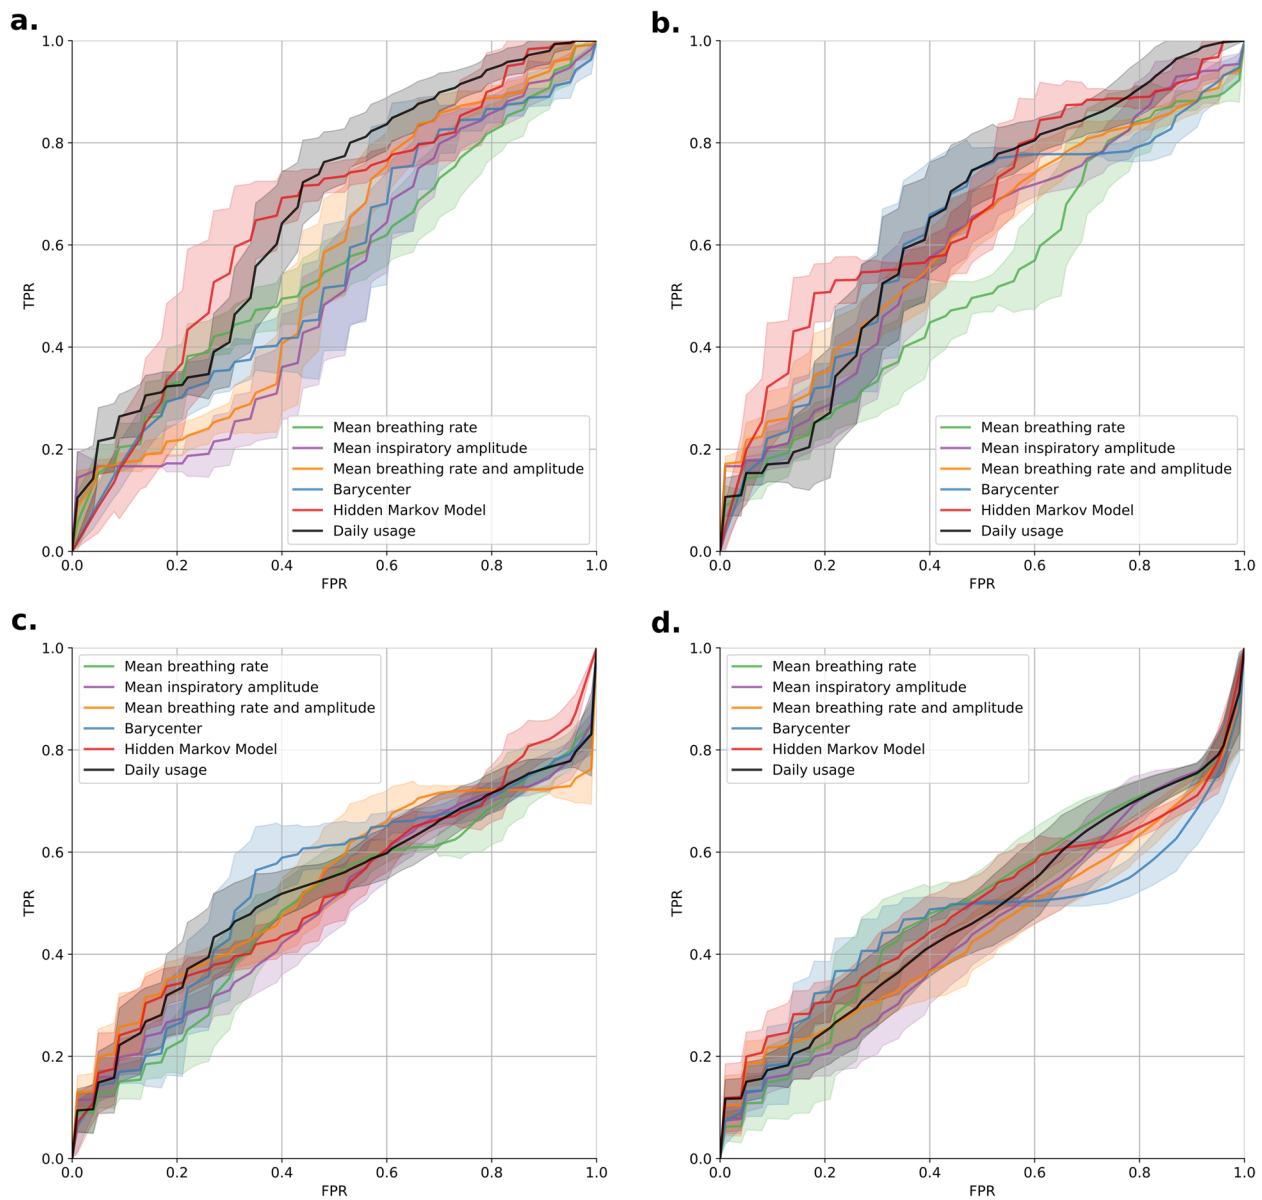 a.
1.0
0.8
0.6
0.4
0.2
0.0
TPR
0.0 0.2 0.4 0.6 0.8 1.0
FPR
Mean breathing rate
Mean inspiratory amplitude
Mean breathing rate and amplitude
Barycenter
Hidden Markov Model
Daily usage
b.
1.0
0.8
0.6
0.4
0.2
0.0
TPR
0.0 0.2 0.4 0.6 0.8 1.0
FPR
Mean breathing rate
Mean inspiratory amplitude
Mean breathing rate and amplitude
Barycenter
Hidden Markov Model
Daily usage
c.
1.0
0.8
0.6
0.4
0.2
0.0
TPR
0.0 0.2 0.4 0.6 0.8 1.0
FPR
Mean breathing rate
Mean inspiratory amplitude
Mean breathing rate and amplitude
Barycenter
Hidden Markov Model
Daily usage
d.
1.0
0.8
0.6
0.4
0.2
0.0
TPR
0.0 0.2 0.4 0.6 0.8 1.0
FPR
Mean breathing rate
Mean inspiratory amplitude
Mean breathing rate and amplitude
Barycenter
Hidden Markov Model
Daily usage